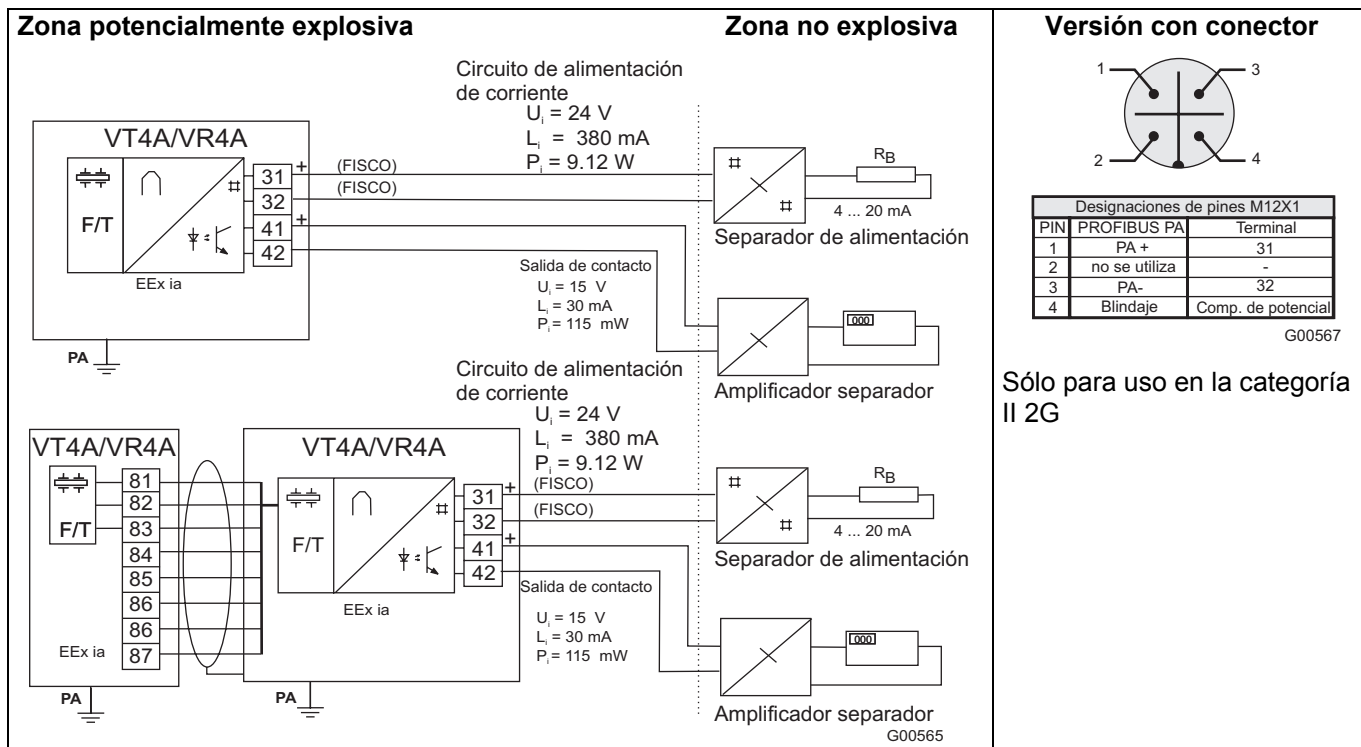 Zona potencialmente explosiva
Zona no explosiva
Circuito de alimentación
de corriente
Ui = 24 V
Li = 380 mA
Pi = 9.12 W
VT4A/VR4A
F/T
EEx ia
31
+
32
41
+
42
(FISCO)
(FISCO)
RB
4 ... 20 mA
Separador de alimentación
Salida de contacto
Ui = 15 V
Li = 30 mA
Pi = 115 mW
000
Amplificador separador
PA
Circuito de alimentación
de corriente
Ui = 24 V
Li = 380 mA
Pi = 9.12 W
VT4A/VR4A
F/T
81
82
83
84
85
86
86
87
EEx ia
PA
VT4A/VR4A
F/T
EEx ia
31
+
32
41
+
42
(FISCO)
(FISCO)
PA
RB
4 ... 20 mA
Separador de alimentación
Salida de contacto
Ui = 15 V
Li = 30 mA
Pi = 115 mW
000
Amplificador separador
G00565
Versión con conector
1
3
2
4
Designaciones de pines M12X1
PIN PROFIBUS PA Terminal
1 PA + 31
2 no se utiliza -
3 PA- 32
4 Blindaje Comp. de potencial
G00567
Sólo para uso en la categoría
II 2G